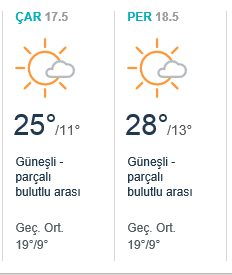 ÇAR 17.5
25°/11°
Güneşli -
parçalı
bulutlu arası
Geç. Ort.
19°/9°
PER 18.5
28°/13°
Güneşli -
parçalı
bulutlu arası
Geç. Ort.
19°/9°